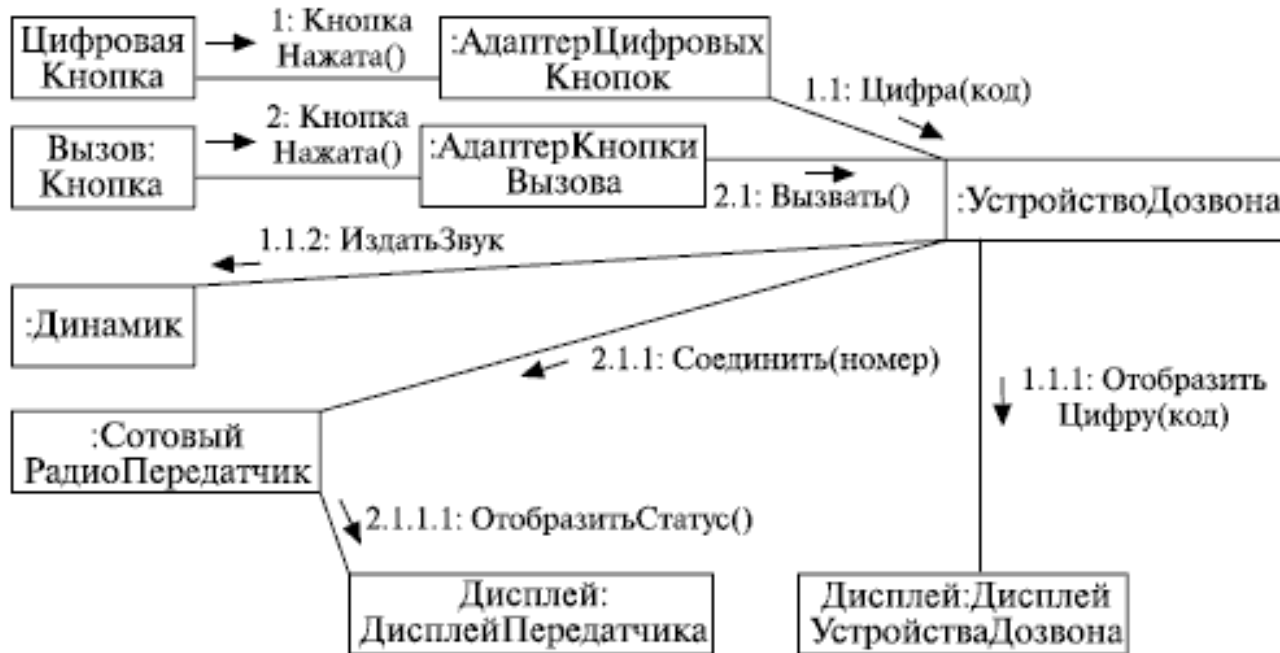 Цифровая
Кнопка
1: Кнопка
Нажата()
:АдаптерЦифровых
Кнопок
1.1: Цифра(код)
Вызов:
Кнопка
2: Кнопка
Нажата()
:АдаптерКнопки
Вызова
2.1: Вызвать()
:УстройствоДозвона
1.1.2: ИздатьЗвук
:Динамик
2.1.1: Соединить(номер)
1.1.1: Отобразить
Цифру(код)
:Сотовый
РадиоПередатчик
2.1.1.1: ОтобразитьСтатус()
Дисплей:
ДисплейПередатчика
Дисплей:Дисплей
УстройстваДозвона